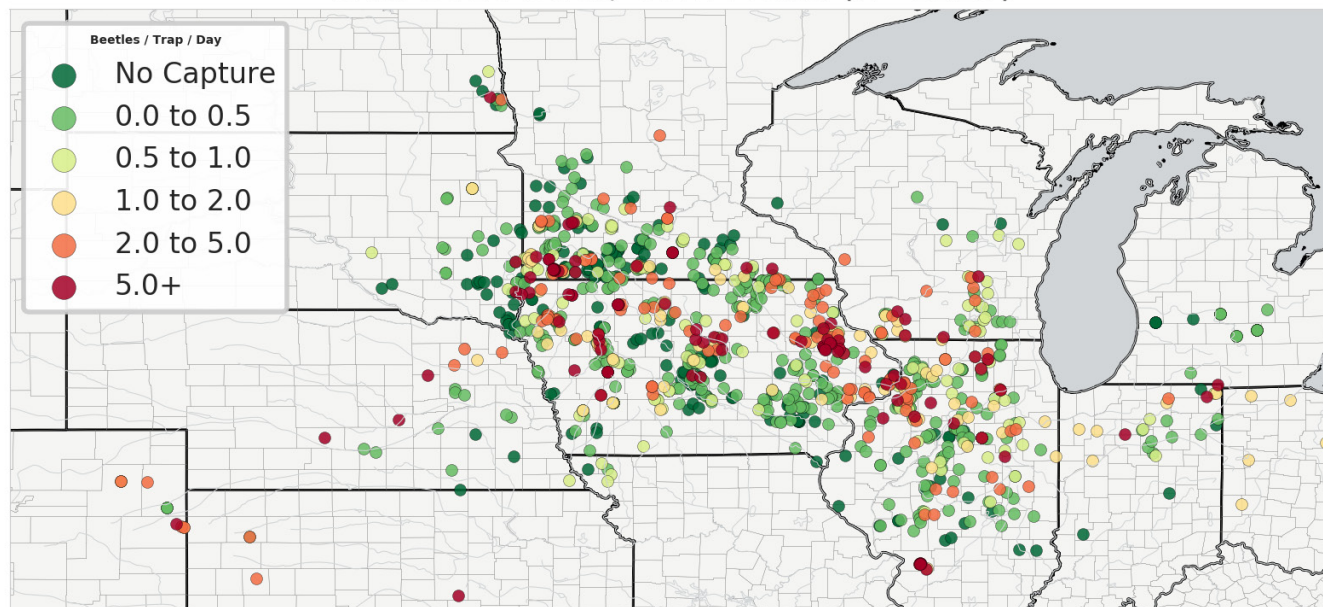 Beetles / Trap / Day
No Capture
0.0 to 0.5
0.5 to 1.0
1.0 to 2.0
2.0 to 5.0
5.0+